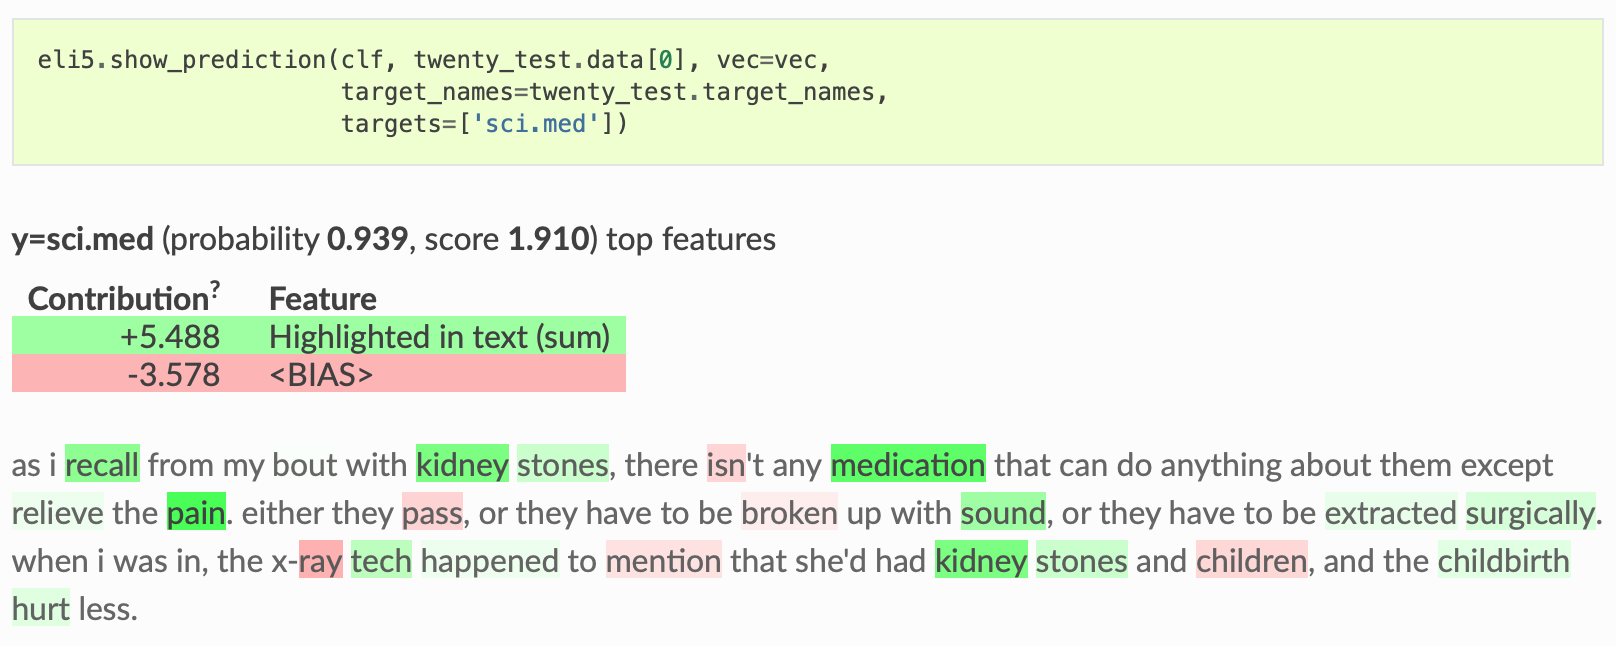 eli5.show_prediction(clf, twenty_test.data[0], vec=vec,
target_names=twenty_test.target_names,
targets=['sci.med'])
y=sci.med (probability 0.939, score 1.910) top features
Contribution? Feature
+5.488 Highlighted in text (sum)
-3.578 <BIAS>
as i recall from my bout with kidney stones, there isn't any medication that can do anything about them except
relieve the pain. either they pass, or they have to be broken up with sound, or they have to be extracted surgically.
when i was in, the x-ray tech happened to mention that she'd had kidney stones and children, and the childbirth
hurt less.